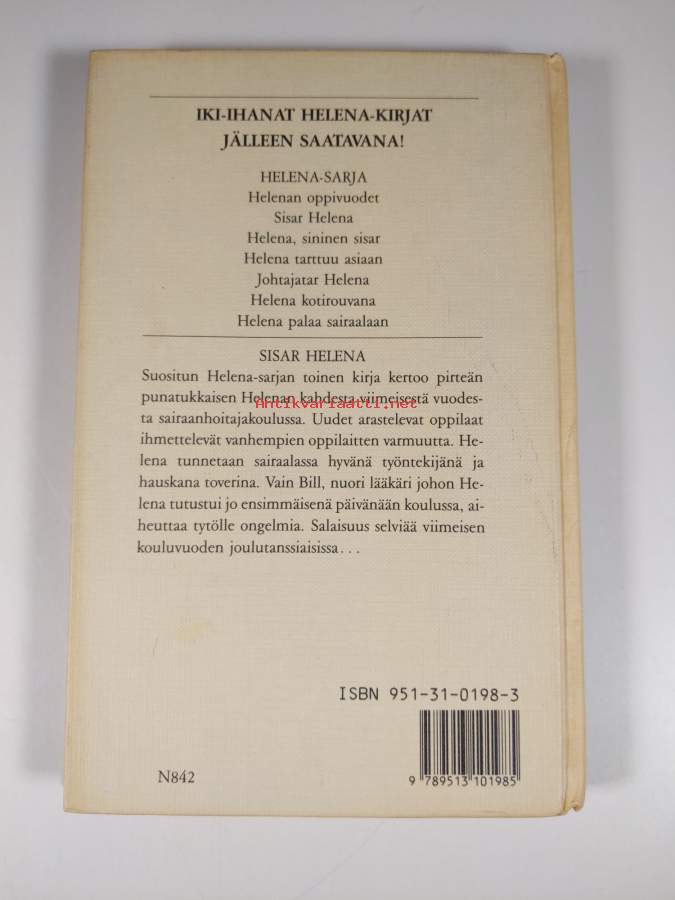 IKI-IHANAT HELENA-KIRJAT
JÄLLEEN SAATAVANA!
HELENA-SARJA
Helenan oppivuodet
Sisar Helena
Helena, sininen sisar
Helena tarttuu asiaan
Johtajatar Helena
Helena kotirouvana
Helena palaa sairaalaan
SISAR HELENA
Suositun Helena-sarjan toinen kirja kertoo pirteän
punatukkaisen Helenan kahdesta viimeisestä vuodes-
Antikvariaatti.net
ta sairaanhoitajakoulussa. Uudet arastelevat oppilaat
ihmettelevät vanhempien oppilaitten varmuutta. He-
lena tunnetaan sairaalassa hyvänä työntekijänä ja
hauskana toverina. Vain Bill, nuori lääkäri johon He-
lena tutustui jo ensimmäisenä päivänään koulussa, ai-
heuttaa tytölle ongelmia. Salaisuus selviää viimeisen
kouluvuoden joulutanssiaisissa...
ISBN 951-31-0198-3
9 789513 101985
N842